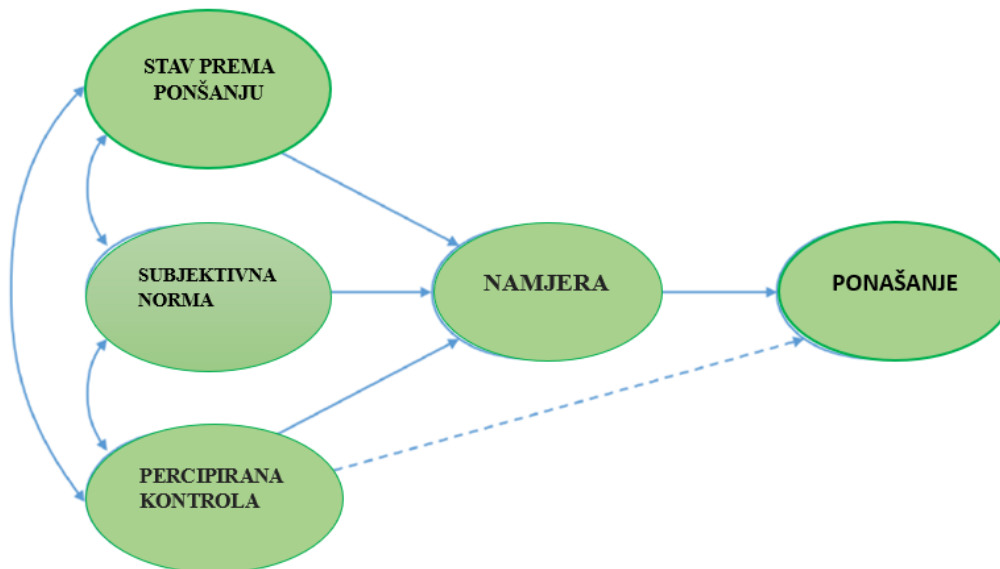 STAV PREMA
PONŠANJU
SUBJEKTIVNA
NORMA
NAMJERA
PONAŠANJE
PERCIPIRANA
KONTROLA